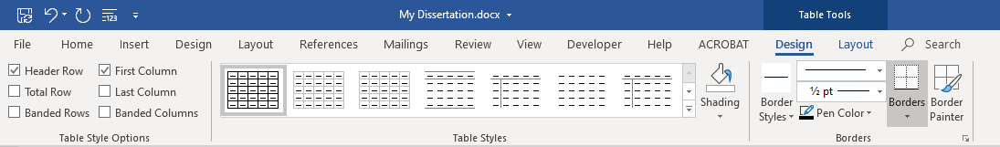 123
My Dissertation.docx
Table Tools
File Home Insert Design Layout References Mailings Review View Developer Help ACROBAT Design Layout Search
Header Row First Column
Total Row Last Column
Banded Rows Banded Columns
Table Style Options
Table Styles
Shading
Border Styles
½ pt
Pen Color
Borders
Border Painter
Borders